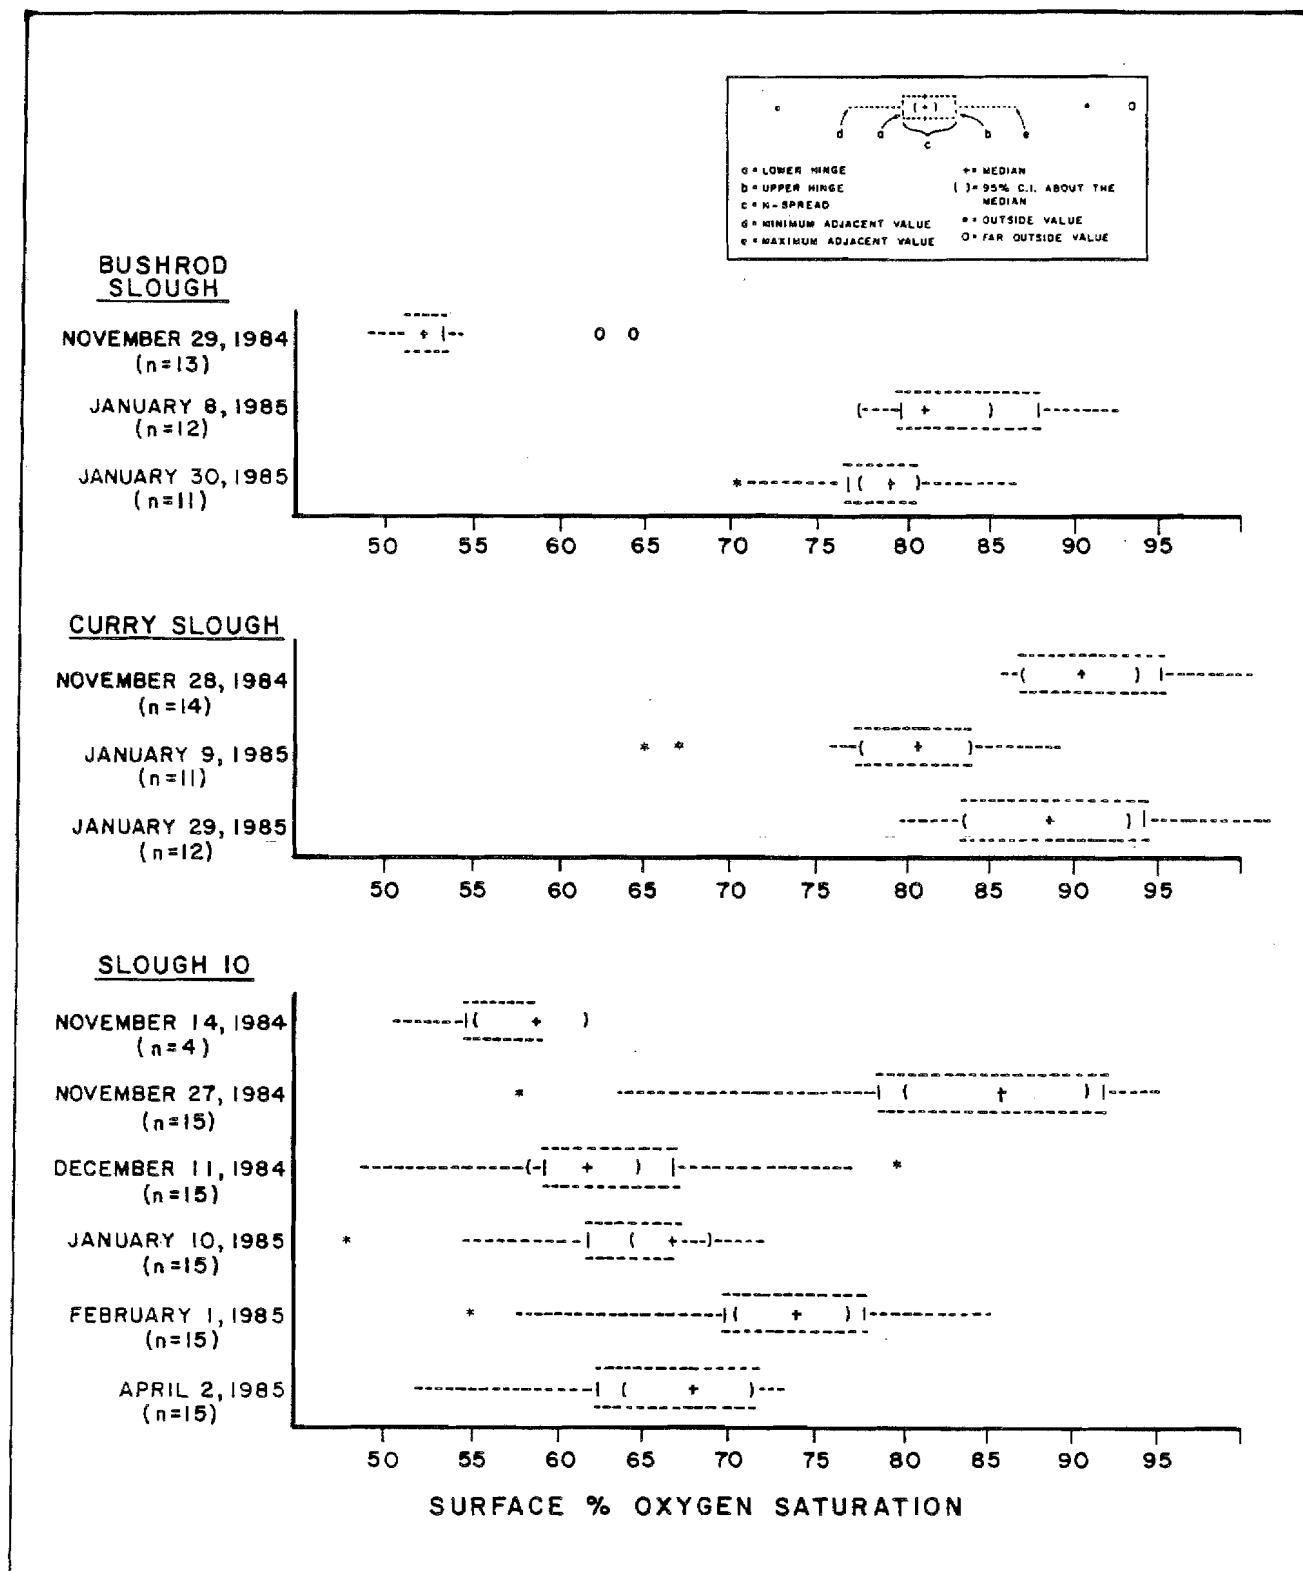 d a c b e
a = LOWER HINGE
b = UPPER HINGE
c = H-SPREAD
d = MINIMUM ADJACENT VALUE
e = MAXIMUM ADJACENT VALUE
+ = MEDIAN
( ) = 95% C.I. ABOUT THE
MEDIAN
* = OUTSIDE VALUE
O = FAR OUTSIDE VALUE
BUSHROD
SLOUGH
NOVEMBER 29, 1984
(n=13)
JANUARY 8, 1985
(n=12)
JANUARY 30, 1985
(n=11)
50 55 60 65 70 75 80 85 90 95
CURRY SLOUGH
NOVEMBER 28, 1984
(n=14)
JANUARY 9, 1985
(n=11)
JANUARY 29, 1985
(n=12)
50 55 60 65 70 75 80 85 90 95
SLOUGH 10
NOVEMBER 14, 1984
(n=4)
NOVEMBER 27, 1984
(n=15)
DECEMBER 11, 1984
(n=15)
JANUARY 10, 1985
(n=15)
FEBRUARY 1, 1985
(n=15)
APRIL 2, 1985
(n=15)
50 55 60 65 70 75 80 85 90 95
SURFACE % OXYGEN SATURATION